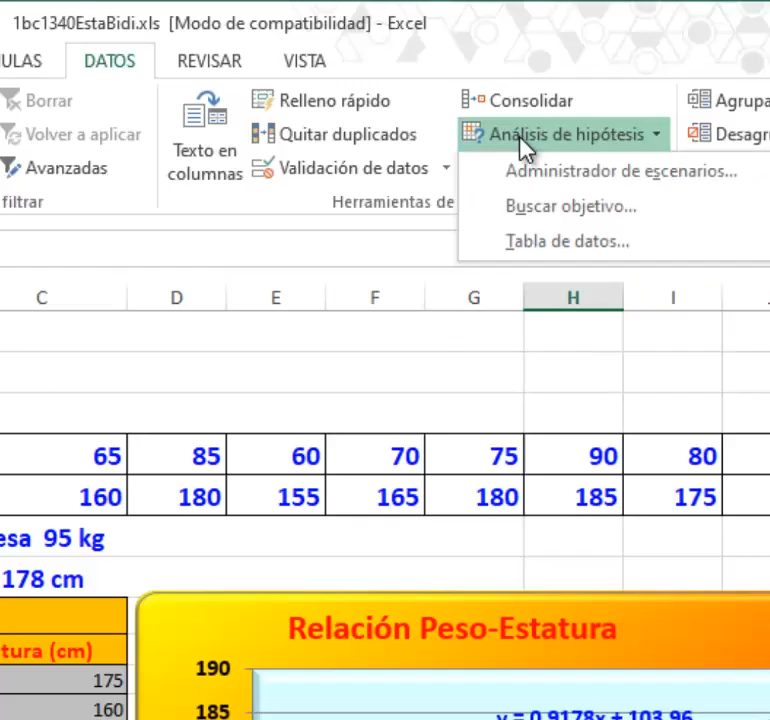 1bc1340EstaBidi.xls [Modo de compatibilidad] - Excel
ULAS DATOS REVISAR VISTA
Borrar
Volver a aplicar
Avanzadas
filtrar
Texto en
columnas
Relleno rápido
Quitar duplicados
Validación de datos
Herramientas de
Consolidar
Análisis de hipótesis
Agrupa
Desagru
Administrador de escenarios...
Buscar objetivo...
Tabla de datos...
C D E F G H I
65 85 60 70 75 90 80
160 180 155 165 180 185 175
esa 95 kg
178 cm
tura (cm)
175
160
Relación Peso-Estatura
190
185
y = 0,9178x + 103,96